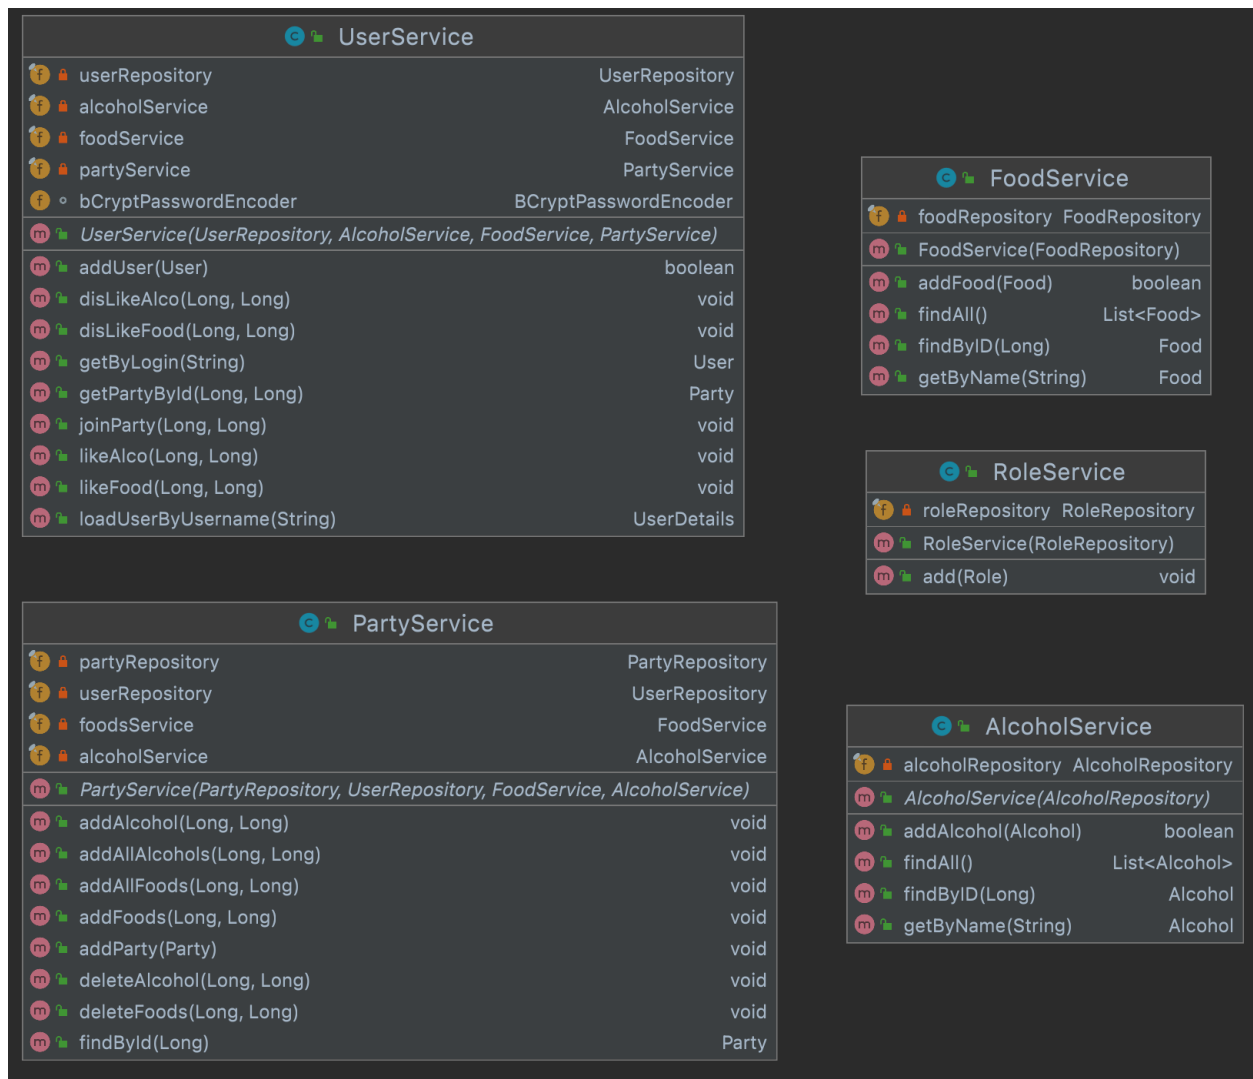 UserService
userRepository UserRepository
alcoholService AlcoholService
foodService FoodService
partyService PartyService
bCryptPasswordEncoder BCryptPasswordEncoder
UserService(UserRepository, AlcoholService, FoodService, PartyService)
addUser(User) boolean
disLikeAlco(Long, Long) void
disLikeFood(Long, Long) void
getByLogin(String) User
getPartyById(Long, Long) Party
joinParty(Long, Long) void
likeAlco(Long, Long) void
likeFood(Long, Long) void
loadUserByUsername(String) UserDetails
FoodService
foodRepository FoodRepository
FoodService(FoodRepository)
addFood(Food) boolean
findAll() List<Food>
findByID(Long) Food
getByName(String) Food
RoleService
roleRepository RoleRepository
RoleService(RoleRepository)
add(Role) void
PartyService
partyRepository PartyRepository
userRepository UserRepository
foodsService FoodService
alcoholService AlcoholService
PartyService(PartyRepository, UserRepository, FoodService, AlcoholService)
addAlcohol(Long, Long) void
addAllAlcohols(Long, Long) void
addAllFoods(Long, Long) void
addFoods(Long, Long) void
addParty(Party) void
deleteAlcohol(Long, Long) void
deleteFoods(Long, Long) void
findById(Long) Party
AlcoholService
alcoholRepository AlcoholRepository
AlcoholService(AlcoholRepository)
addAlcohol(Alcohol) boolean
findAll() List<Alcohol>
findByID(Long) Alcohol
getByName(String) Alcohol